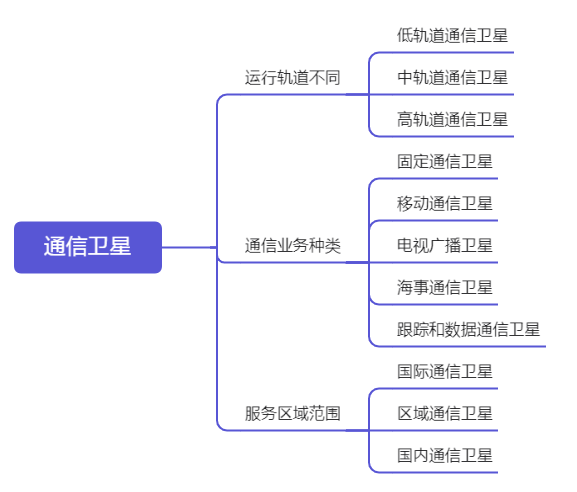 通信卫星
运行轨道不同
低轨道通信卫星
中轨道通信卫星
高轨道通信卫星
通信业务种类
固定通信卫星
移动通信卫星
电视广播卫星
海事通信卫星
跟踪和数据通信卫星
服务区域范围
国际通信卫星
区域通信卫星
国内通信卫星